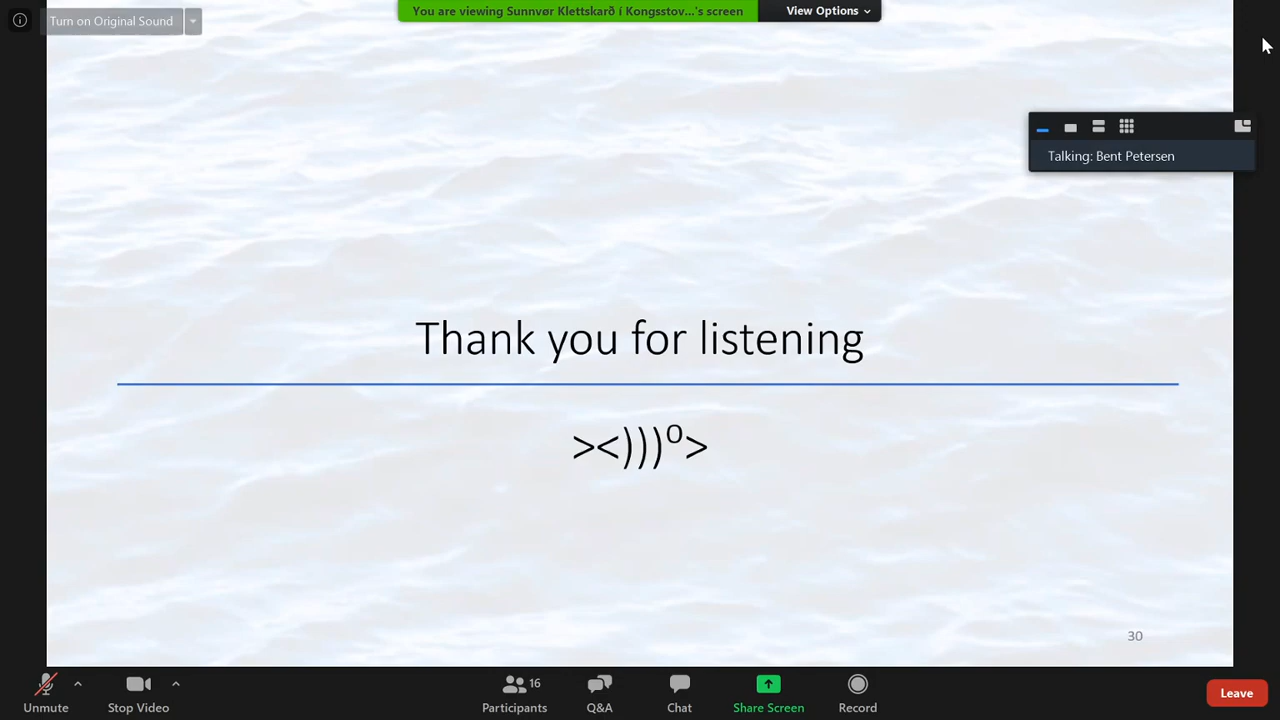 Turn on Original Sound
You are viewing Sunnvør Klettskarð í Kongsstov...'s screen
View Options
Talking: Bent Petersen
Thank you for listening
><)))⁰>
30
Unmute
Stop Video
16
Participants
Q&A
Chat
Share Screen
Record
Leave